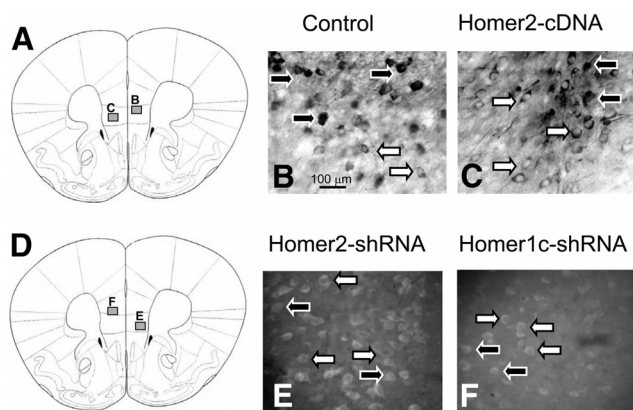 A
C
B
Control
Homer2-cDNA
B
100 µm
C
D
F
E
Homer2-shRNA
Homer1c-shRNA
E
F